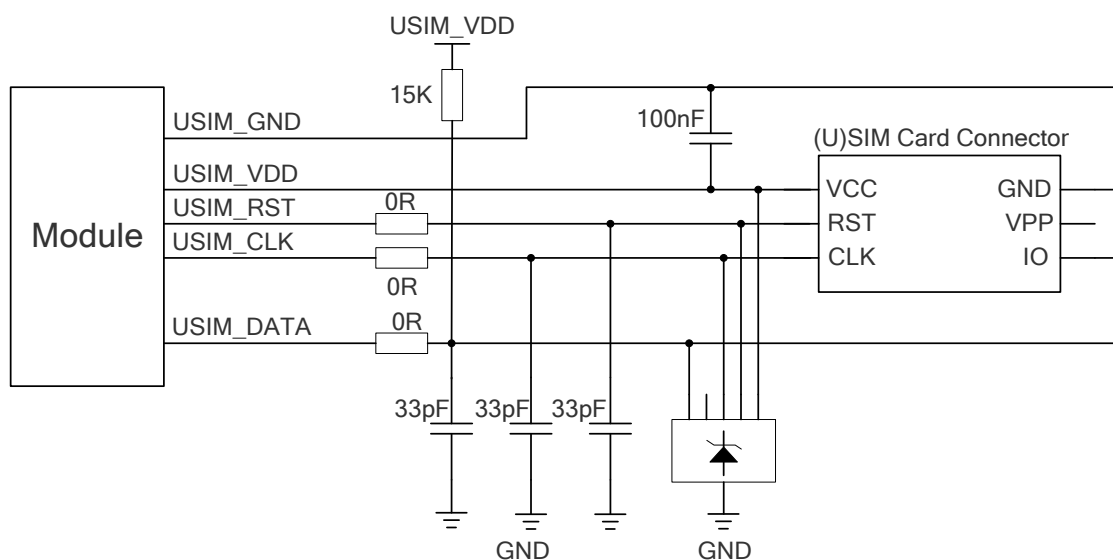 USIM_VDD
15K
USIM_GND
100nF
(U)SIM Card Connector
USIM_VDD
VCC
GND
USIM_RST
0R
RST
VPP
Module
USIM_CLK
0R
CLK
IO
USIM_DATA
0R
33pF
33pF
33pF
GND
GND